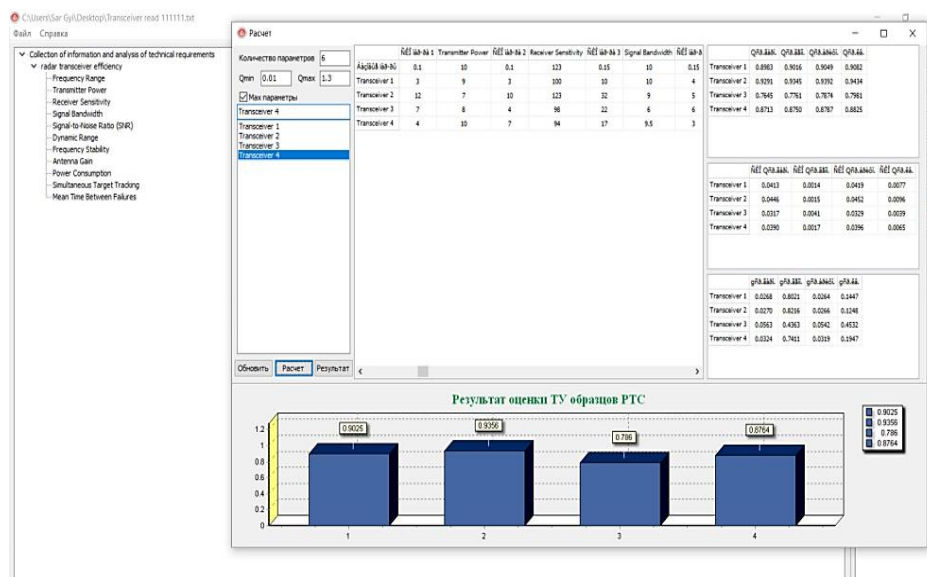 C:\Users\Sar Gyi\Desktop\Transceiver read 111111.txt
Файл Справка
Collection of information and analysis of technical requirements
radar transceiver efficiency
Frequency Range
Transmitter Power
Receiver Sensitivity
Signal Bandwidth
Signal-to-Noise Ratio (SNR)
Dynamic Range
Frequency Stability
Antenna Gain
Power Consumption
Simultaneous Target Tracking
Mean Time Between Failures
Расчет
Количество параметров 6
Qmin 0.01 Qmax 1.3
Max параметры
Transceiver 4
Transceiver 1
Transceiver 2
Transceiver 3
Transceiver 4
Обновить Расчет Результат
1 Transmitter Power 2 Receiver Sensitivity 3 Signal Bandwidth
0.1 10 0.1 123 0.15 10 0.15
Transceiver 1 3 9 3 100 10 10 4
Transceiver 2 12 7 10 123 32 9 5
Transceiver 3 7 8 4 98 22 6 6
Transceiver 4 4 10 7 94 17 9.5 3
Transceiver 1 0.8983 0.9016 0.9049 0.9082
Transceiver 2 0.9291 0.9345 0.9392 0.9434
Transceiver 3 0.7645 0.7761 0.7874 0.7981
Transceiver 4 0.8713 0.8750 0.8787 0.8825
Transceiver 1 0.0413 0.0014 0.0419 0.0077
Transceiver 2 0.0446 0.0015 0.0452 0.0096
Transceiver 3 0.0317 0.0041 0.0329 0.0039
Transceiver 4 0.0390 0.0017 0.0396 0.0065
Transceiver 1 0.0268 0.8021 0.0264 0.1447
Transceiver 2 0.0270 0.8216 0.0266 0.1248
Transceiver 3 0.0563 0.4363 0.0542 0.4532
Transceiver 4 0.0324 0.7411 0.0319 0.1947
Результат оценки ТУ образцов РТС
1.2
1
0.8
0.6
0.4
0.2
0
0.9025
0.9356
0.786
0.8764
1 2 3 4
0.9025
0.9356
0.786
0.8764